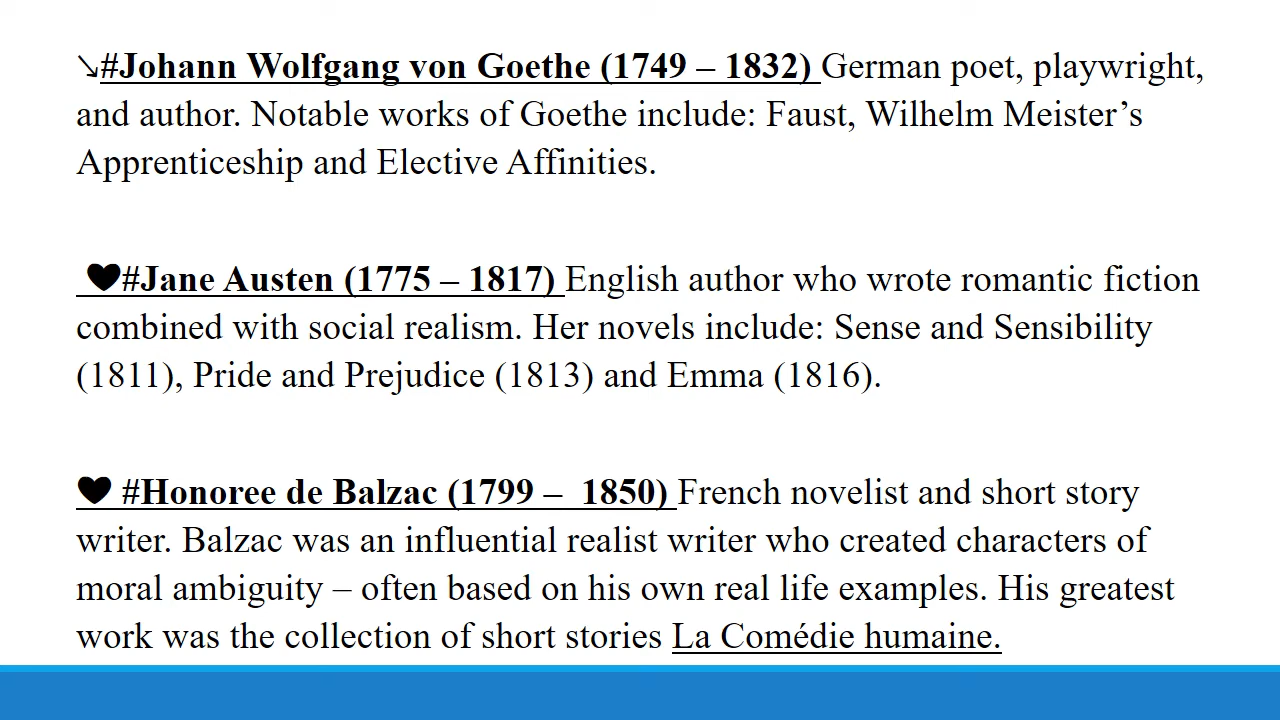 ↘#Johann Wolfgang von Goethe (1749 – 1832) German poet, playwright,
and author. Notable works of Goethe include: Faust, Wilhelm Meister’s
Apprenticeship and Elective Affinities.
♥#Jane Austen (1775 – 1817) English author who wrote romantic fiction
combined with social realism. Her novels include: Sense and Sensibility
(1811), Pride and Prejudice (1813) and Emma (1816).
♥ #Honoree de Balzac (1799 –  1850) French novelist and short story
writer. Balzac was an influential realist writer who created characters of
moral ambiguity – often based on his own real life examples. His greatest
work was the collection of short stories La Comédie humaine.